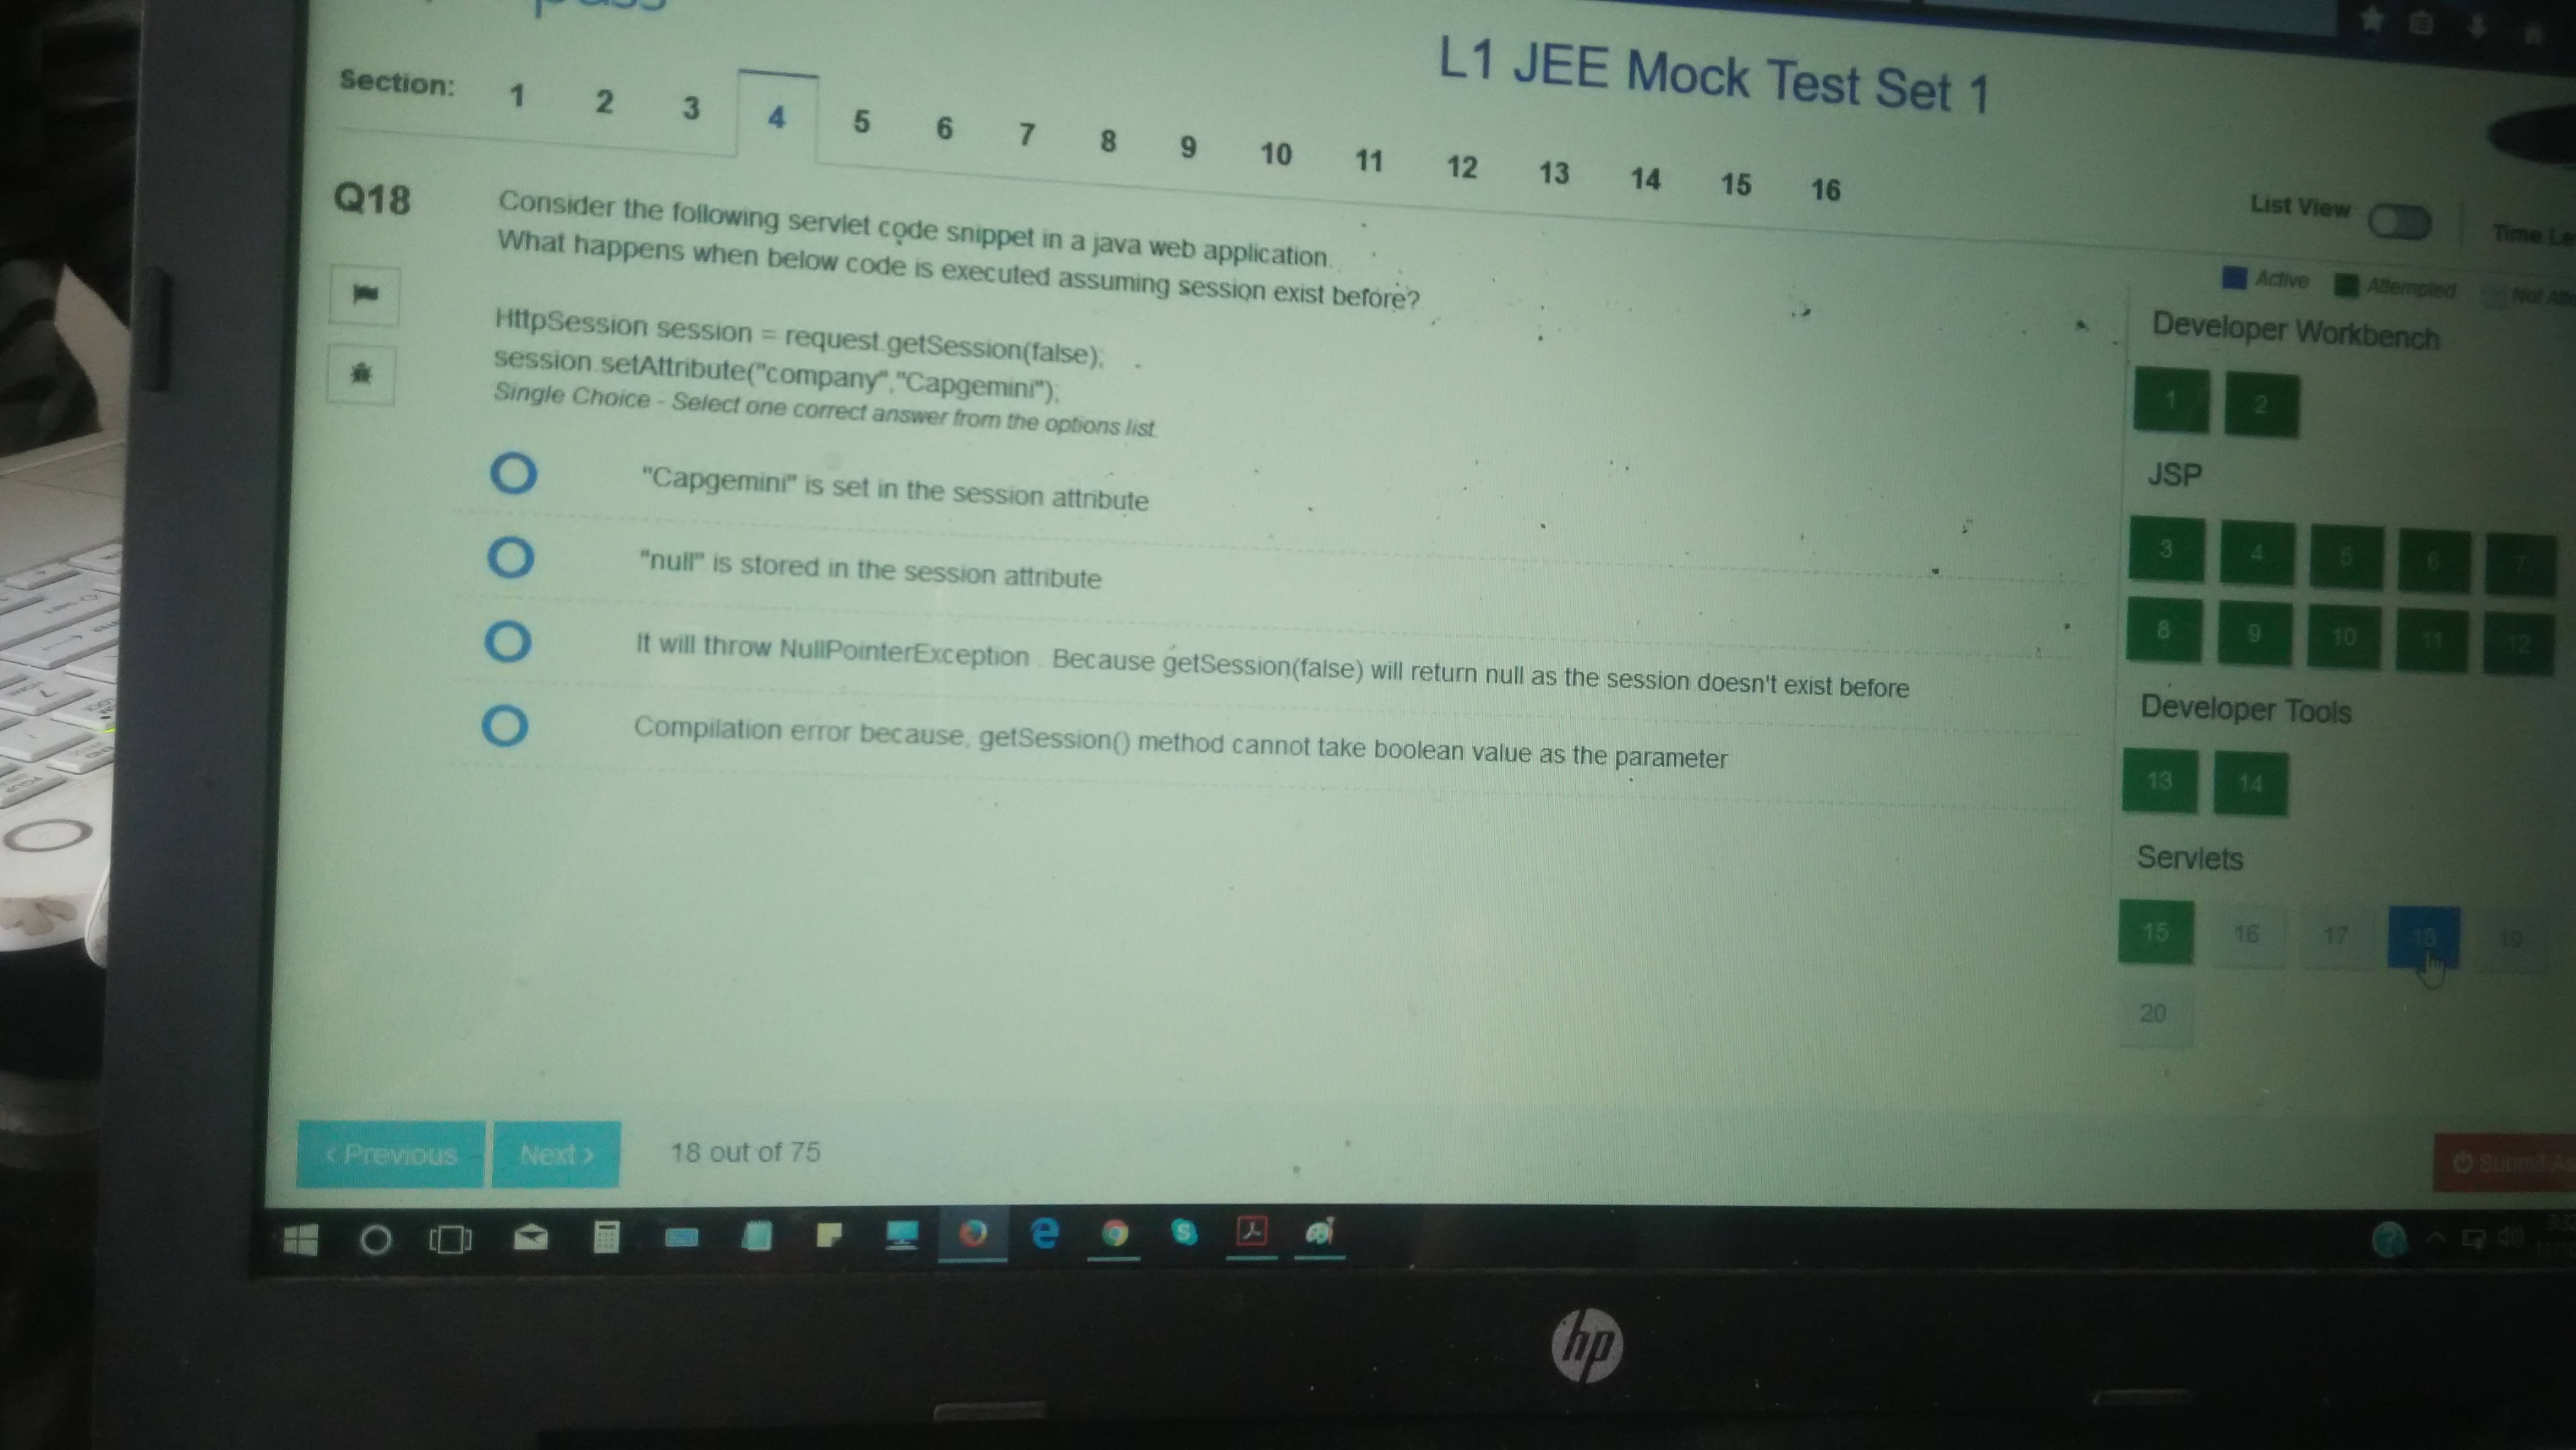 L1 JEE Mock Test Set 1
Section: 1 2 3 4 5 6 7 8 9 10 11 12 13 14 15 16
List View
Time
Q18
Consider the following servlet code snippet in a java web application.
What happens when below code is executed assuming session exist before?
HttpSession session = request.getSession(false);
session.setAttribute("company","Capgemini");
Single Choice - Select one correct answer from the options list.
"Capgemini" is set in the session attribute
"null" is stored in the session attribute
It will throw NullPointerException . Because getSession(false) will return null as the session doesn't exist before
Compilation error because, getSession() method cannot take boolean value as the parameter
Active Attempted Not
Developer Workbench
1 2
JSP
3 4 5 6 7
8 9 10 11 12
Developer Tools
13 14
Servlets
15 16 17 18 19
20
< Previous Next > 18 out of 75
Submit
hp